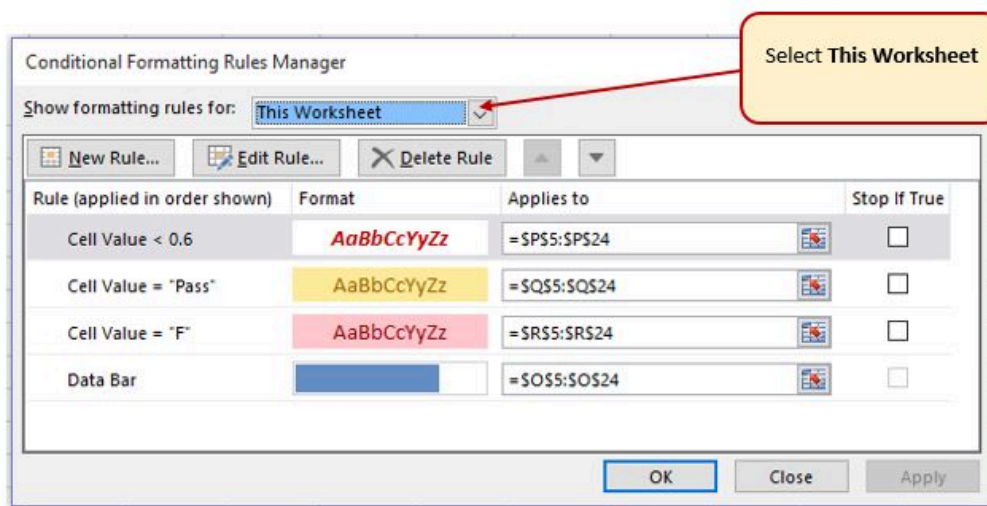 Select This Worksheet
Conditional Formatting Rules Manager
Show formatting rules for: This Worksheet
New Rule... Edit Rule... Delete Rule
Rule (applied in order shown) Format Applies to Stop If True
Cell Value < 0.6 AaBbCcYyZz =$P$5:$P$24
Cell Value = "Pass" AaBbCcYyZz =$Q$5:$Q$24
Cell Value = "F" AaBbCcYyZz =$R$5:$R$24
Data Bar =$O$5:$O$24
OK Close Apply